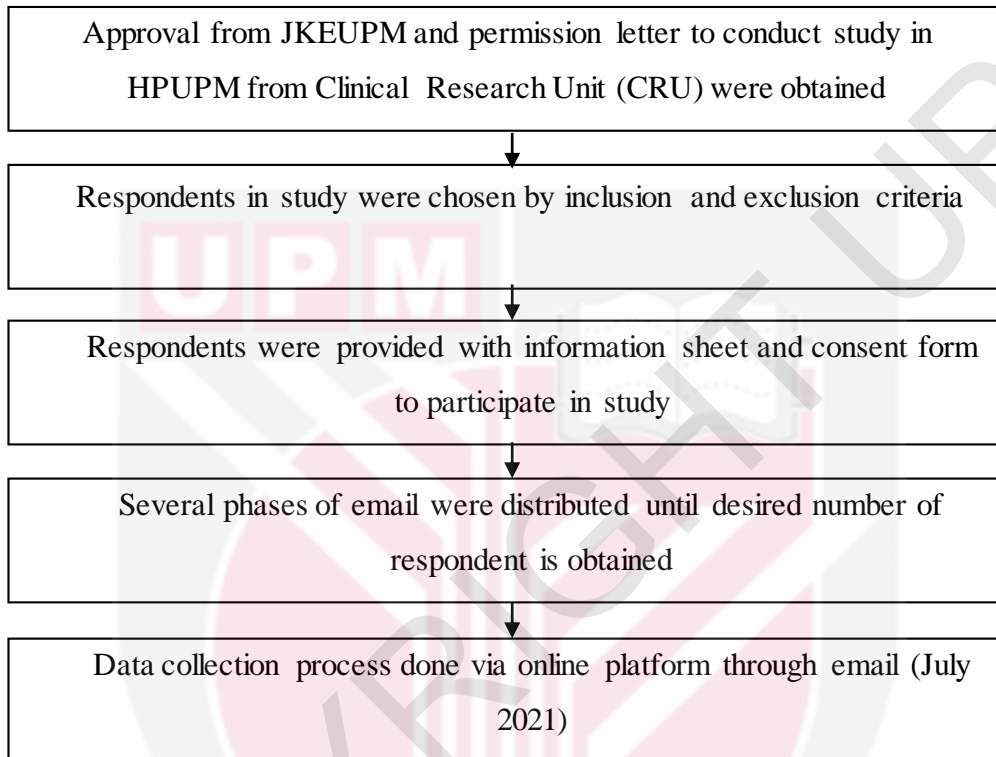 Approval from JKEUPM and permission letter to conduct study in
HPUPM from Clinical Research Unit (CRU) were obtained
Respondents in study were chosen by inclusion and exclusion criteria
UPM
Respondents were provided with information sheet and consent form
to participate in study
Several phases of email were distributed until desired number of
respondent is obtained
Data collection process done via online platform through email (July
2021)